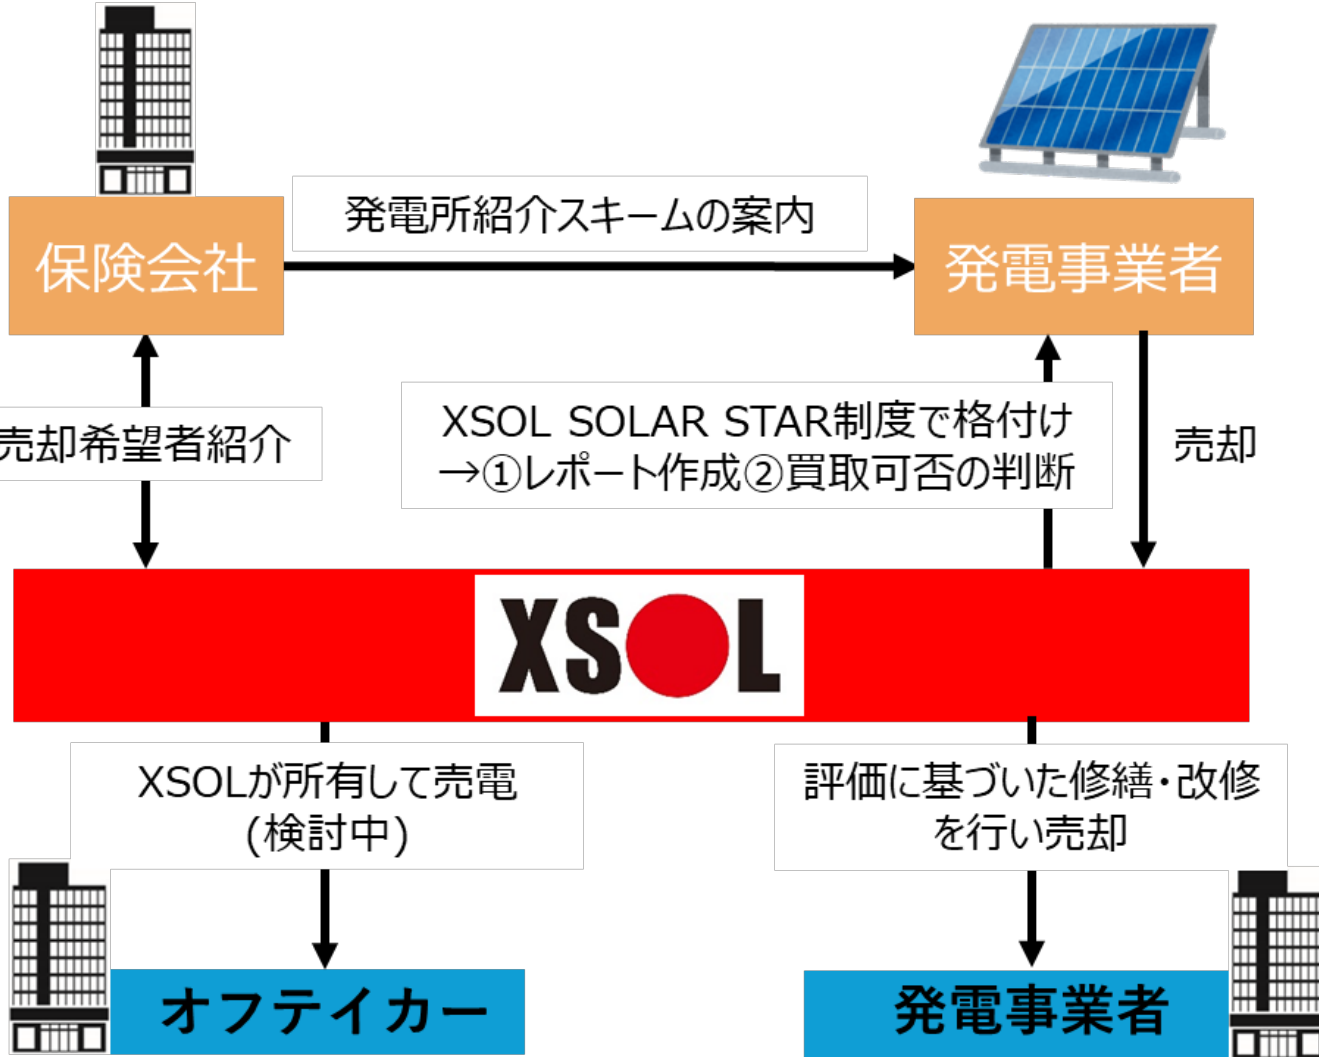 発電所紹介スキームの案内
保険会社
発電事業者
売却希望者紹介
XSOL SOLAR STAR制度で格付け
→①レポート作成②買取可否の判断
売却
XSOL
XSOLが所有して売電
(検討中)
評価に基づいた修繕・改修
を行い売却
オフテイカー
発電事業者